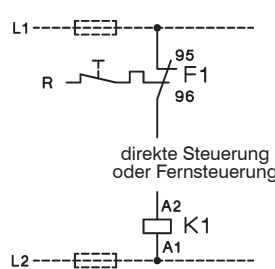 L1
95
F1
R
96
direkte Steuerung
oder Fernsteuerung
A2
K1
A1
L2